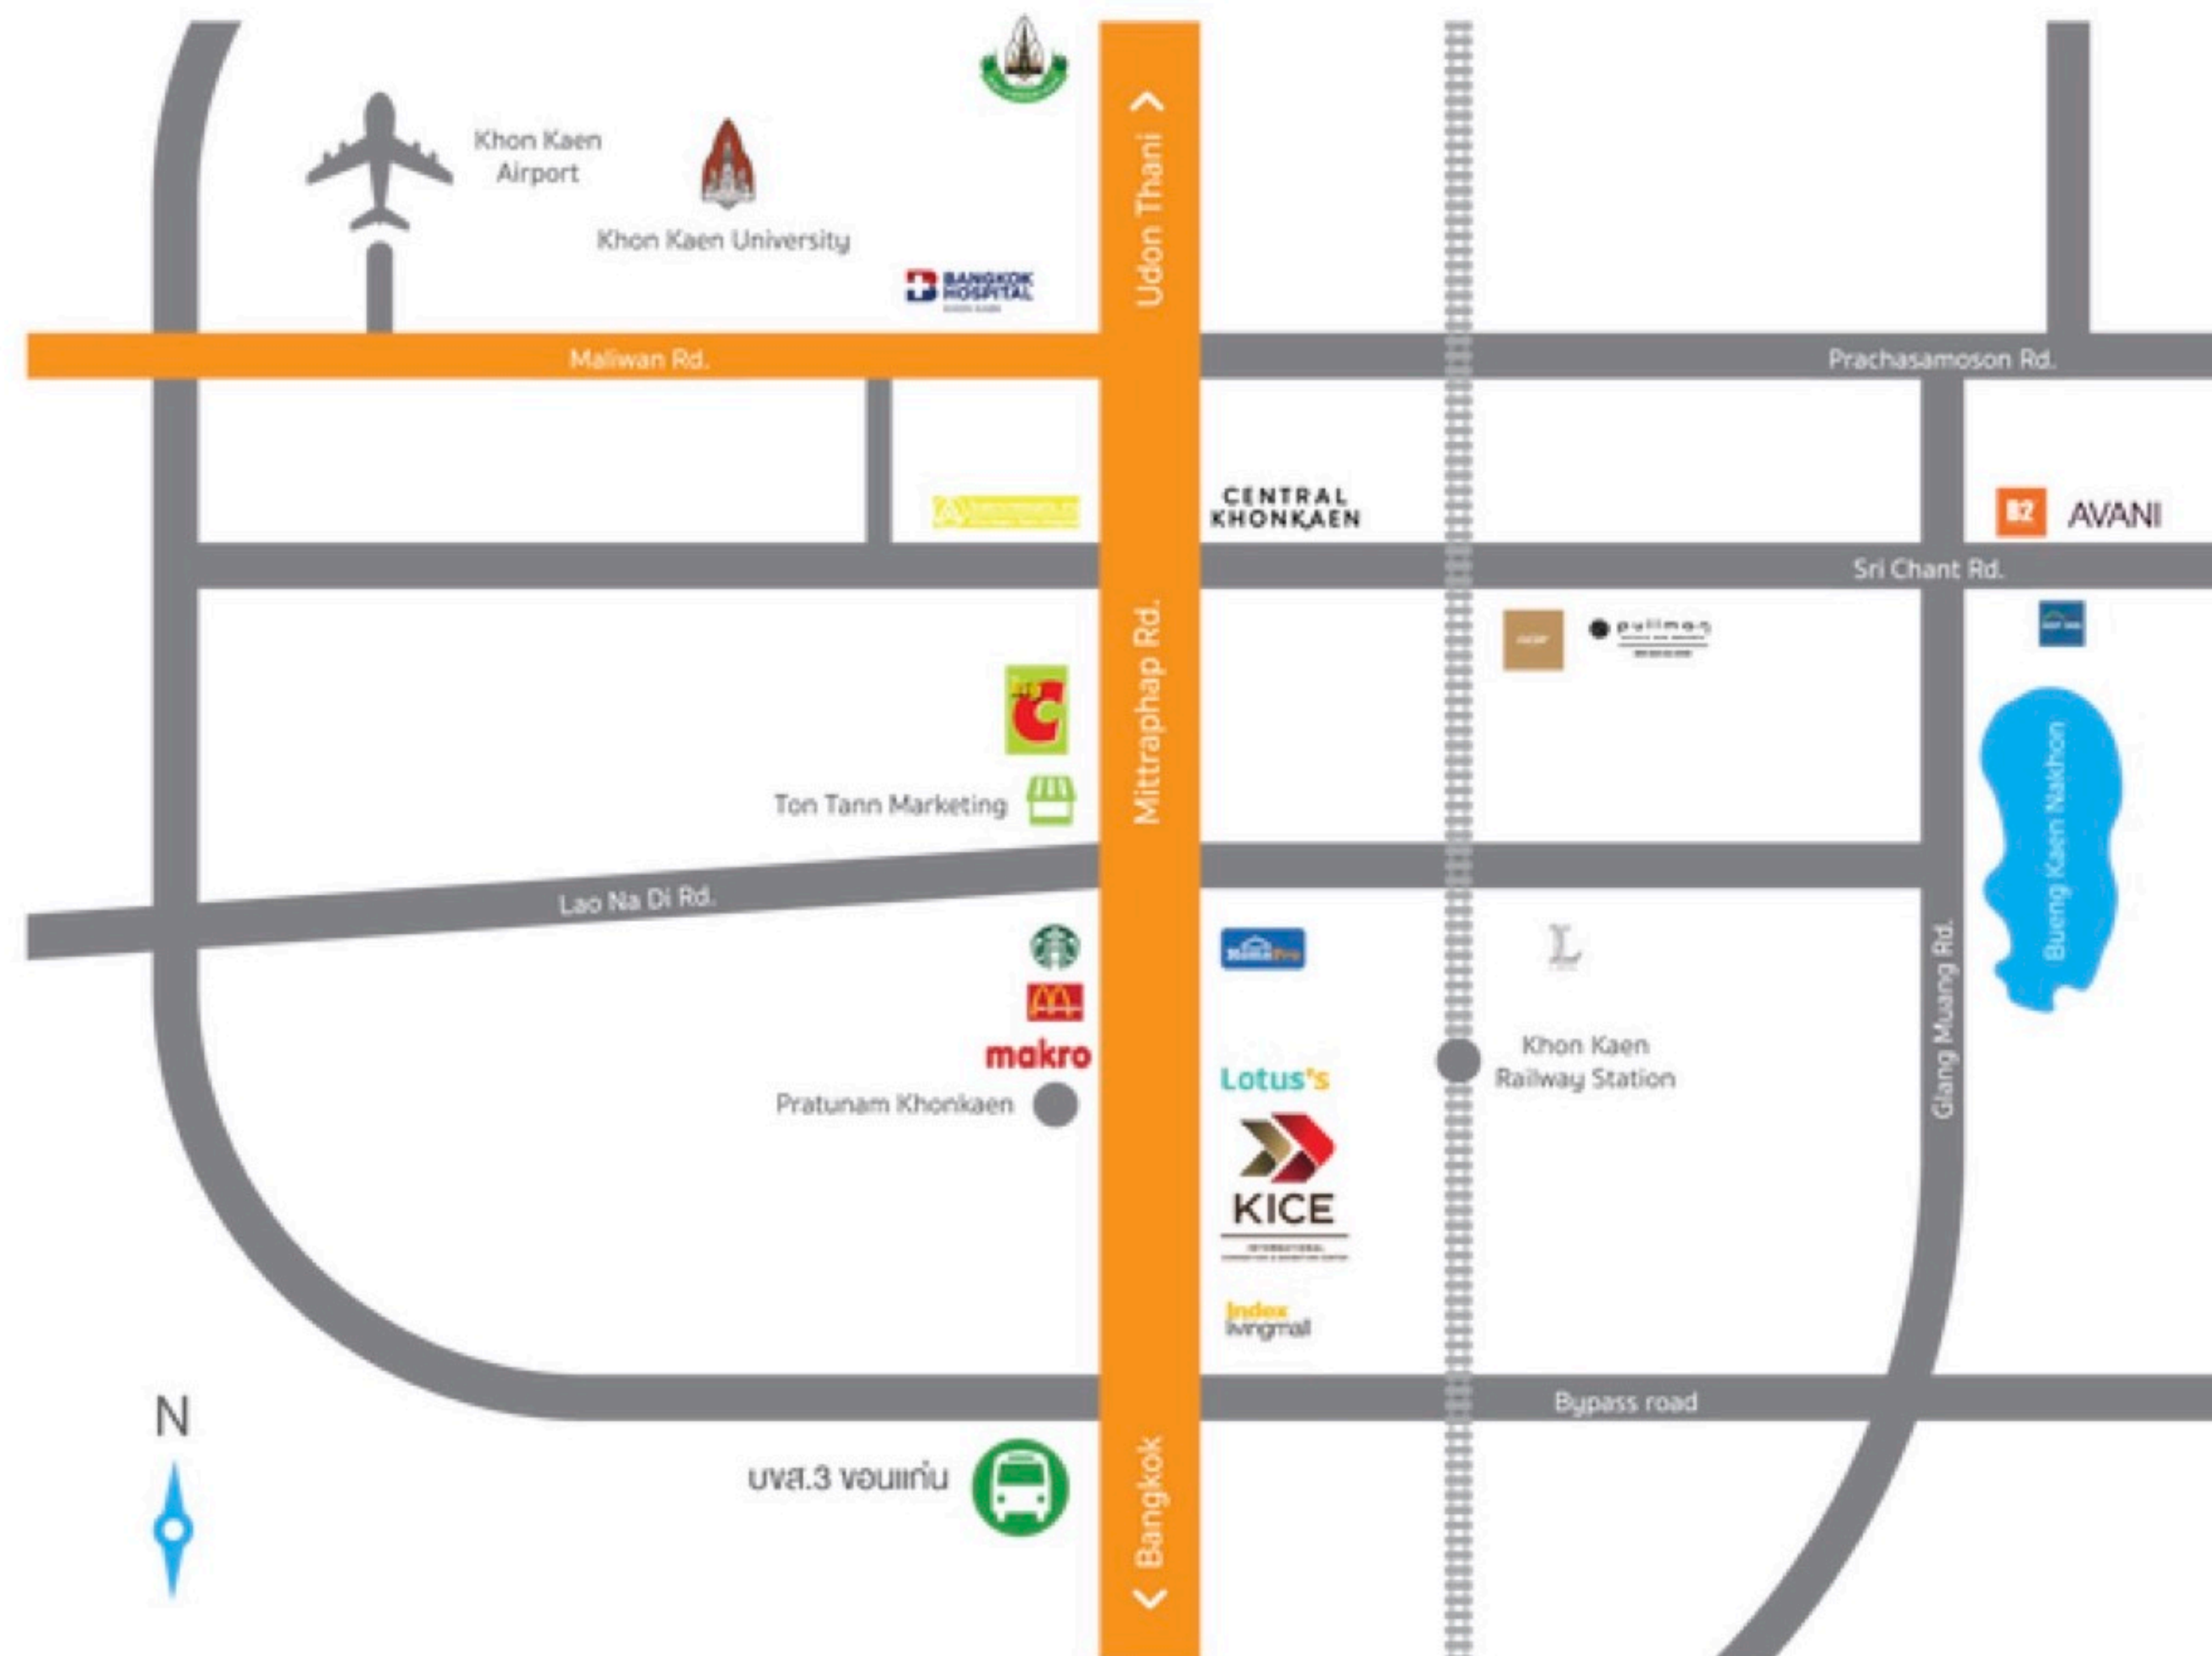 Khon Kaen
Airport
Khon Kaen University
BANGKOK
HOSPITAL
Udon Thani
Maliwan Rd.
Prachasamoson Rd.
CENTRAL
KHONKAEN
B2
AVANI
Sri Chant Rd.
Mittraphap Rd.
pullman
Big
C
Ton Tann Marketing
Bueng Kaen Nakhon
Lao Na Di Rd.
HomePro
L
makro
Khon Kaen
Railway Station
Lotus's
Pratunam Khonkaen
Glang Muang Rd.
KICE
INTERNATIONAL
index
livingmall
Bypass road
N
บขส.3 ขอนแก่น
Bangkok